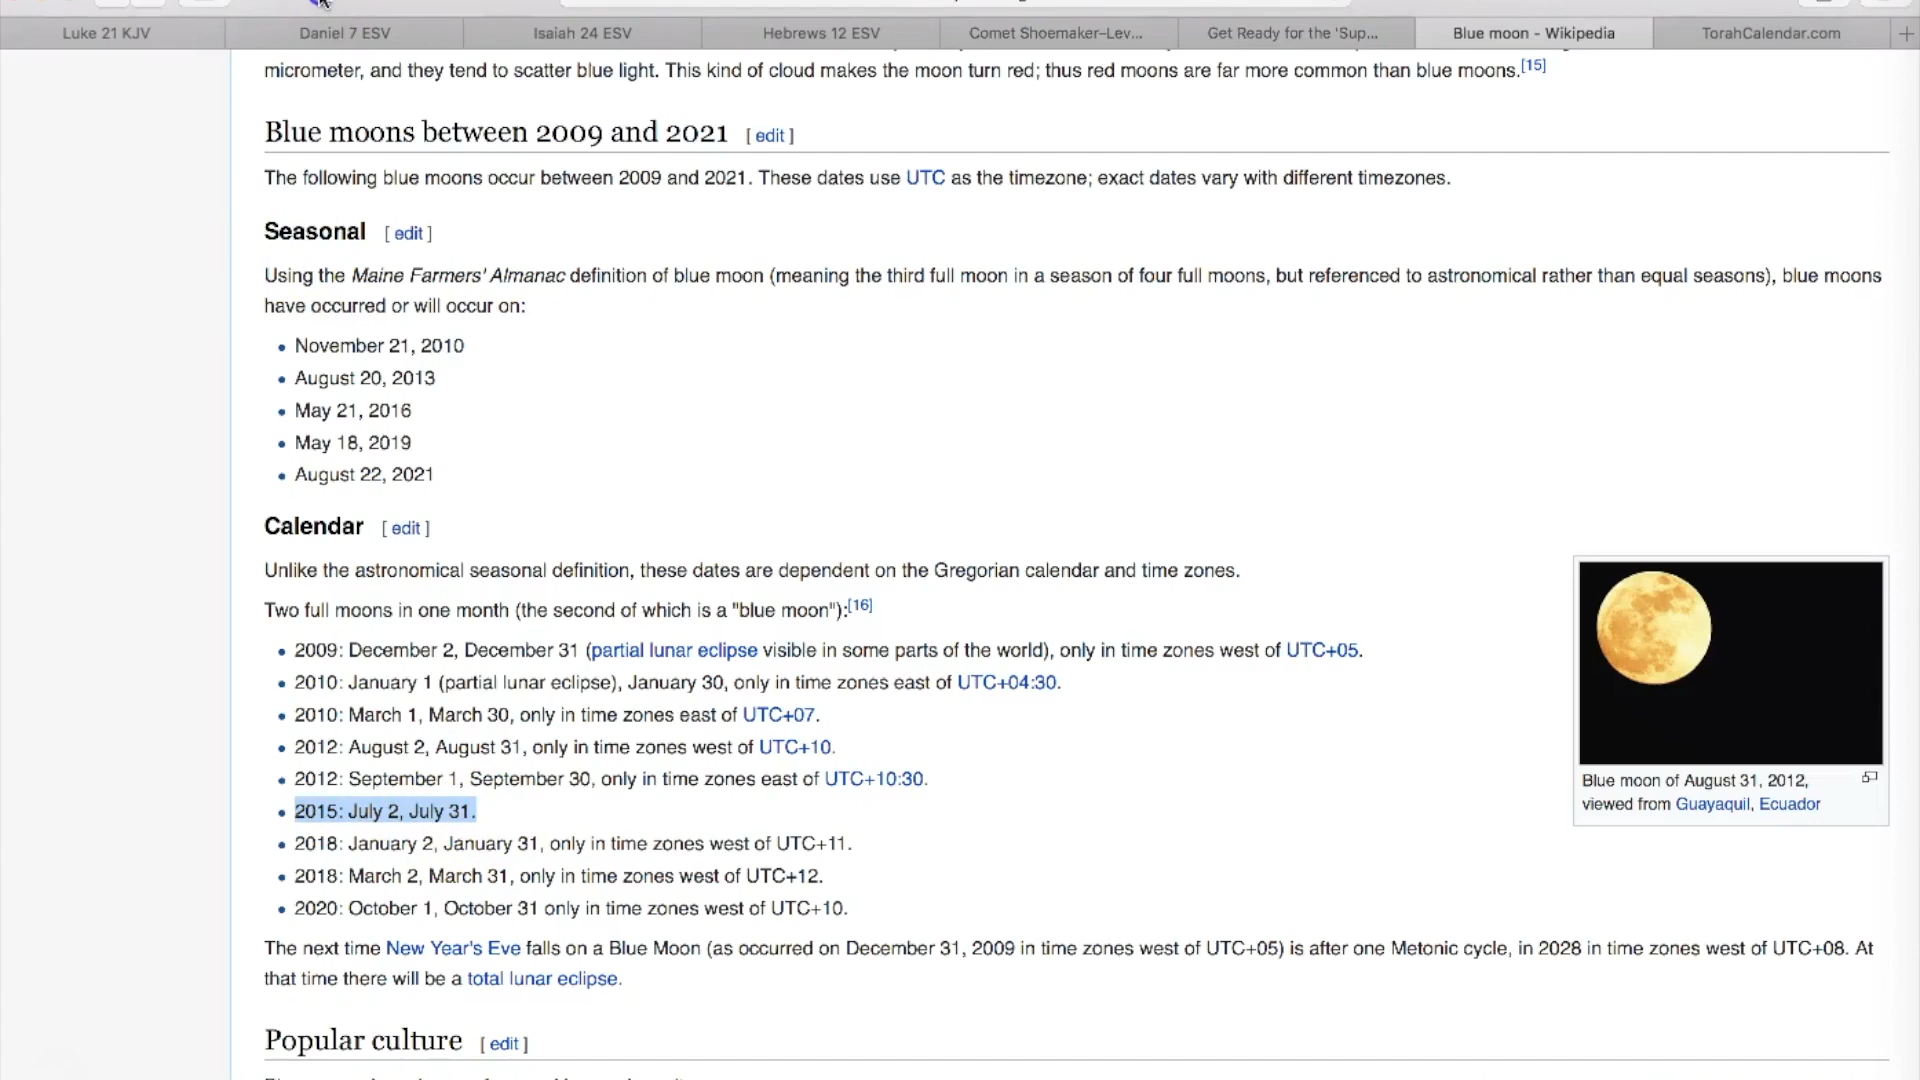 Luke 21 KJV
Daniel 7 ESV
Isaiah 24 ESV
Hebrews 12 ESV
Comet Shoemaker–Lev...
Get Ready for the 'Sup...
Blue moon - Wikipedia
TorahCalendar.com
micrometer, and they tend to scatter blue light. This kind of cloud makes the moon turn red; thus red moons are far more common than blue moons.[15]
Blue moons between 2009 and 2021 [ edit ]
The following blue moons occur between 2009 and 2021. These dates use UTC as the timezone; exact dates vary with different timezones.
Seasonal [ edit ]
Using the Maine Farmers' Almanac definition of blue moon (meaning the third full moon in a season of four full moons, but referenced to astronomical rather than equal seasons), blue moons
have occurred or will occur on:
• November 21, 2010
• August 20, 2013
• May 21, 2016
• May 18, 2019
• August 22, 2021
Calendar [ edit ]
Unlike the astronomical seasonal definition, these dates are dependent on the Gregorian calendar and time zones.
Two full moons in one month (the second of which is a "blue moon"):[16]
• 2009: December 2, December 31 (partial lunar eclipse visible in some parts of the world), only in time zones west of UTC+05.
• 2010: January 1 (partial lunar eclipse), January 30, only in time zones east of UTC+04:30.
• 2010: March 1, March 30, only in time zones east of UTC+07.
• 2012: August 2, August 31, only in time zones west of UTC+10.
• 2012: September 1, September 30, only in time zones east of UTC+10:30.
• 2015: July 2, July 31.
• 2018: January 2, January 31, only in time zones west of UTC+11.
• 2018: March 2, March 31, only in time zones west of UTC+12.
• 2020: October 1, October 31 only in time zones west of UTC+10.
Blue moon of August 31, 2012,
viewed from Guayaquil, Ecuador
The next time New Year's Eve falls on a Blue Moon (as occurred on December 31, 2009 in time zones west of UTC+05) is after one Metonic cycle, in 2028 in time zones west of UTC+08. At
that time there will be a total lunar eclipse.
Popular culture [ edit ]